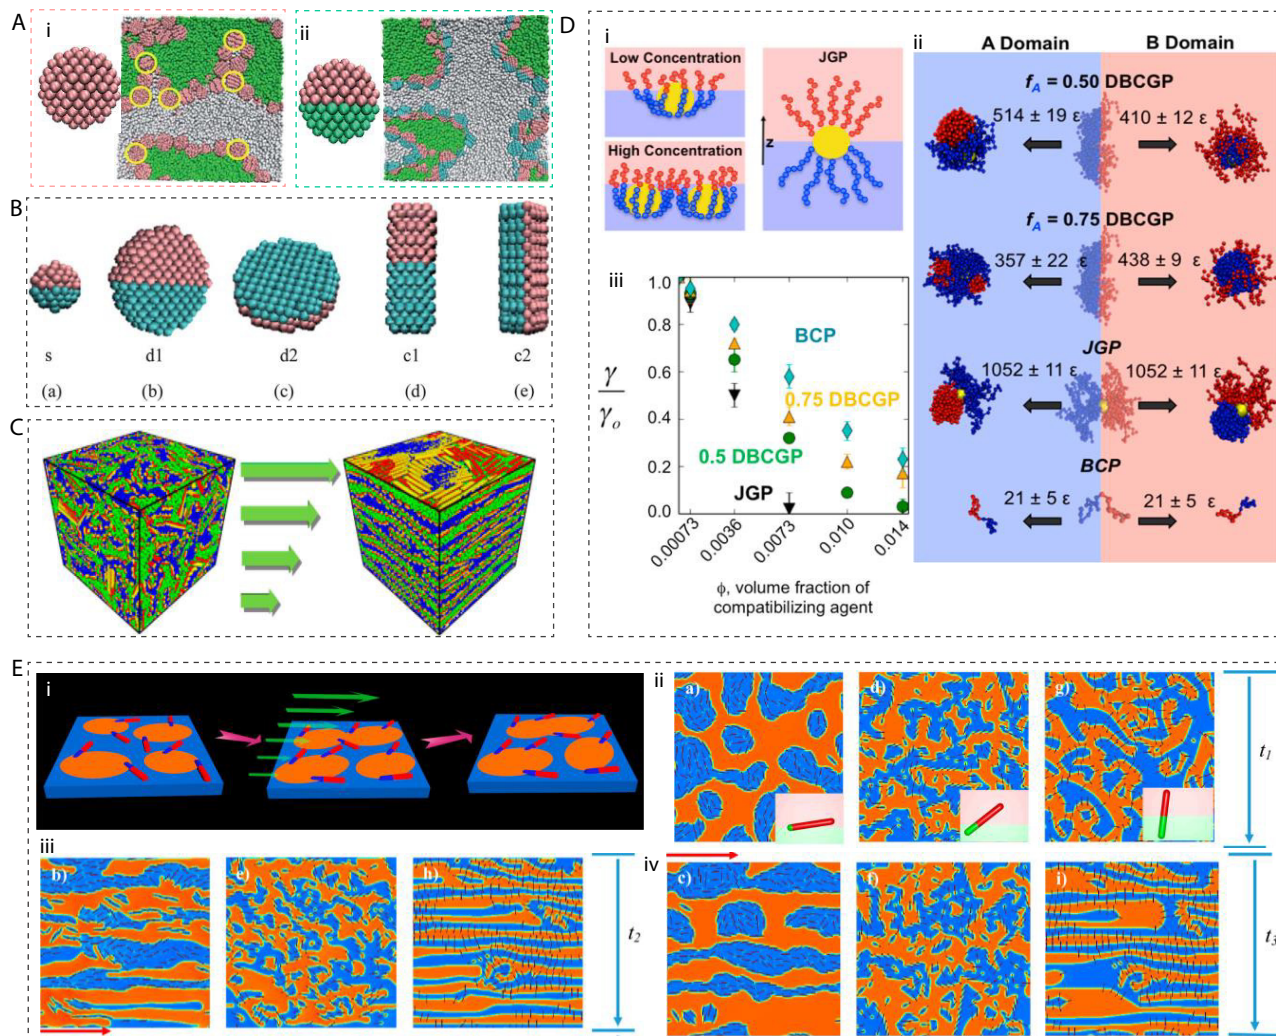 A
i
ii
B
s
d1
d2
c1
c2
(a)
(b)
(c)
(d)
(e)
C
D
i
Low Concentration
High Concentration
JGP
z
ii
A Domain
B Domain
f_A = 0.50 DBCGP
514 ± 19 ε
410 ± 12 ε
f_A = 0.75 DBCGP
357 ± 22 ε
438 ± 9 ε
JGP
1052 ± 11 ε
1052 ± 11 ε
BCP
21 ± 5 ε
21 ± 5 ε
iii
γ
γ_o
1.0
0.8
0.6
0.4
0.2
0.0
BCP
0.75 DBCGP
0.5 DBCGP
JGP
0.00073
0.0036
0.0073
0.010
0.014
ϕ, volume fraction of
compatibilizing agent
E
i
ii
a)
d)
g)
t₁
iii
b)
e)
h)
t₂
iv
c)
f)
i)
t₃